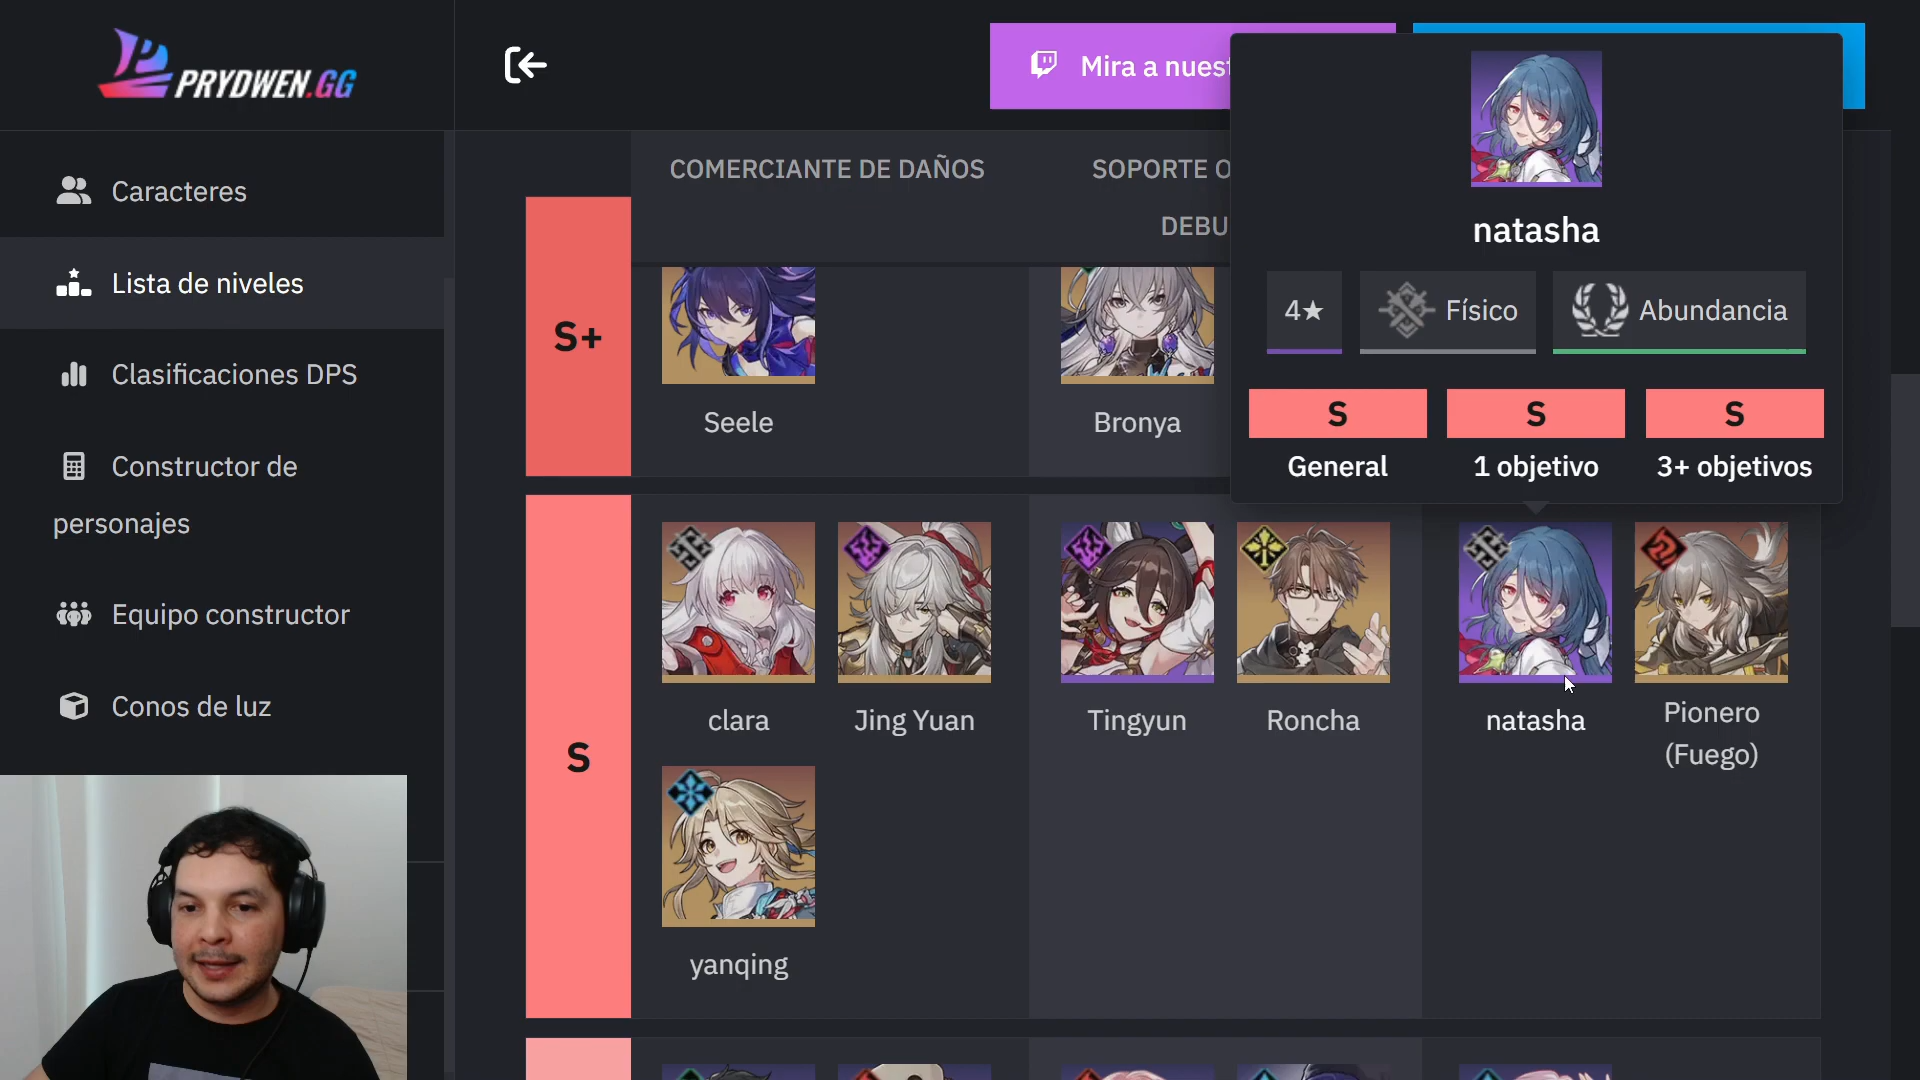 PRYDWEN.GG
Mira a nuest
Caracteres
Lista de niveles
Clasificaciones DPS
Constructor de
personajes
Equipo constructor
Conos de luz
COMERCIANTE DE DAÑOS
SOPORTE O
DEBU
natasha
4★
Físico
Abundancia
S
S
S
General
1 objetivo
3+ objetivos
S+
Seele
Bronya
S
clara
Jing Yuan
Tingyun
Roncha
natasha
Pionero
(Fuego)
yanqing